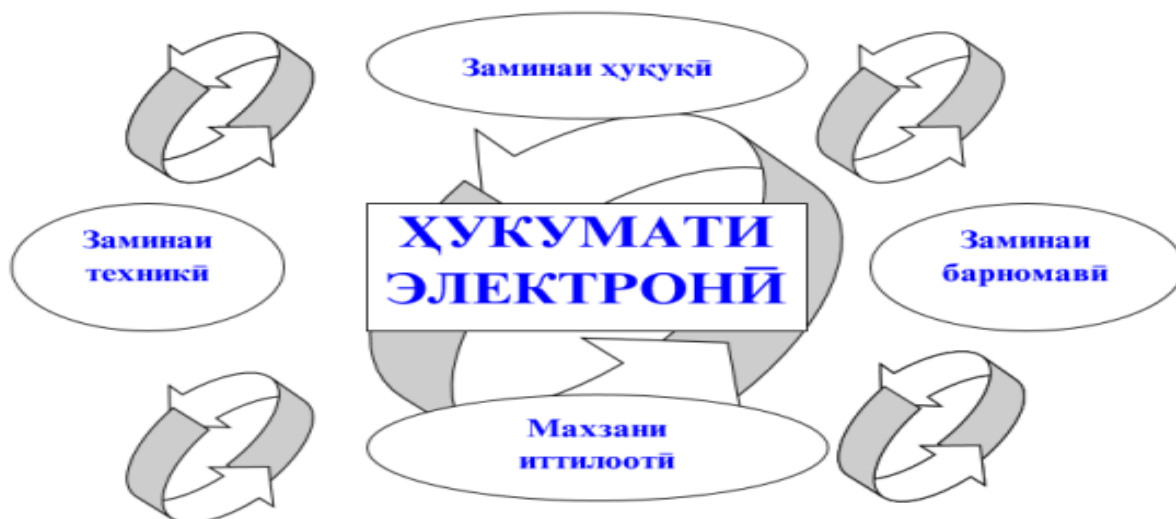 Заминаи ҳуқуқӣ
Заминаи
техникӣ
ҲУКУМАТИ
ЭЛЕКТРОНӢ
Заминаи
барномавӣ
Махзани
иттилоотӣ